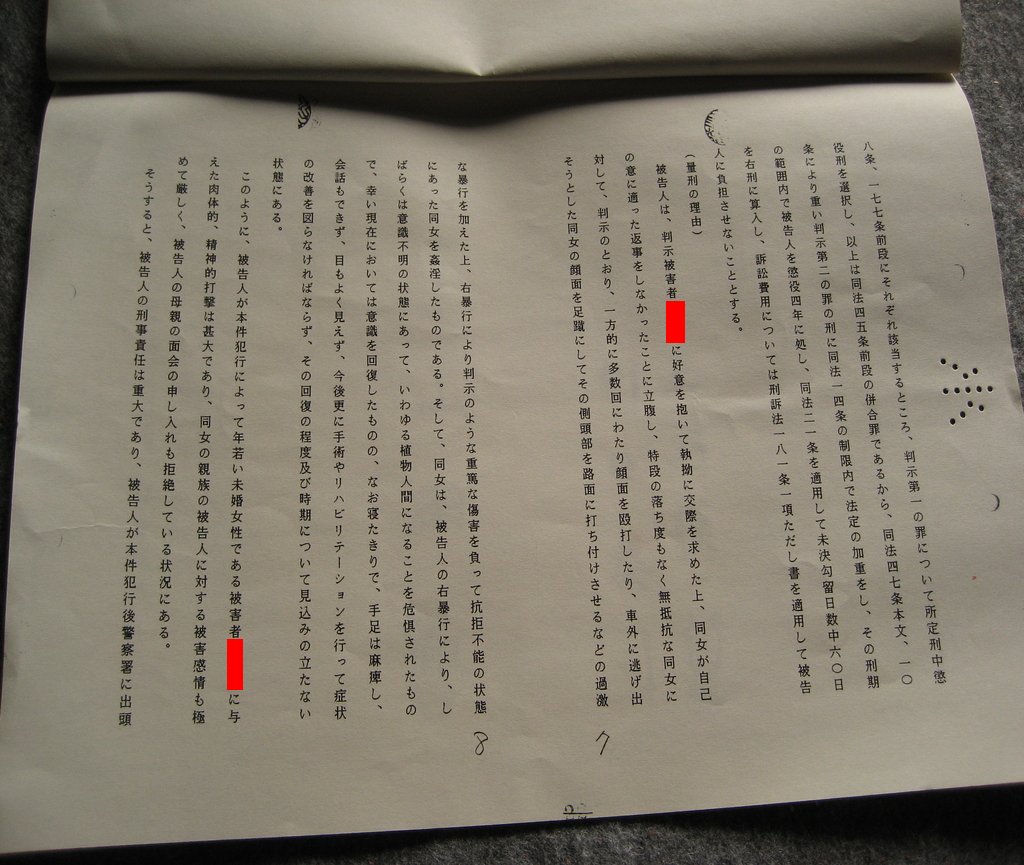 八条、一七七条前段にそれぞれ該当するところ、判示第一の罪について所定刑中懲
役刑を選択し、以上は同法四五条前段の併合罪であるから、同法四七条本文、一〇
条により重い判示第二の罪の刑に同法一四条の制限内で法定の加重をし、その刑期
の範囲内で被告人を懲役四年に処し、同法二一条を適用して未決勾留日数中六〇日
を右刑に算入し、訴訟費用については刑訴法一八一条一項ただし書を適用して被告
人に負担させないこととする。
(量刑の理由)
被告人は、判示被害者
に好意を抱いて執拗に交際を求めた上、同女が自己
の意に適った返事をしなかったことに立腹し、特段の落ち度もなく無抵抗な同女に
対して、判示のとおり、一方的に多数回にわたり顔面を殴打したり、車外に逃げ出
そうとした同女の顔面を足蹴にしてその側頭部を路面に打ち付けさせるなどの過激
7
な暴行を加えた上、右暴行により判示のような重篤な傷害を負って抗拒不能の状態
にあった同女を姦淫したものである。そして、同女は、被告人の右暴行により、し
ばらくは意識不明の状態にあって、いわゆる植物人間になることを危惧されたもの
で、幸い現在においては意識を回復したものの、なお寝たきりで、手足は麻痺し、
会話もできず、目もよく見えず、今後更に手術やリハビリテーションを行って症状
の改善を図らなければならず、その回復の程度及び時期について見込みの立たない
状態にある。
このように、被告人が本件犯行によって年若い未婚女性である被害者
に与
えた肉体的、精神的打撃は甚大であり、同女の親族の被告人に対する被害感情も極
めて厳しく、被告人の母親の面会の申し入れも拒絶している状況にある。
そうすると、被告人の刑事責任は重大であり、被告人が本件犯行後警察署に出頭
8